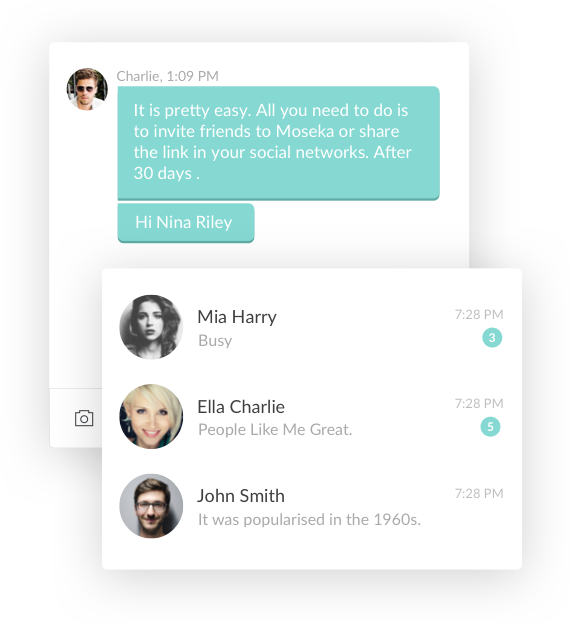 Charlie, 1:09 PM
It is pretty easy. All you need to do is
to invite friends to Moseka or share
the link in your social networks. After
30 days .
Hi Nina Riley
Mia Harry
7:28 PM
Busy
3
Ella Charlie
7:28 PM
People Like Me Great.
5
John Smith
7:28 PM
It was popularised in the 1960s.